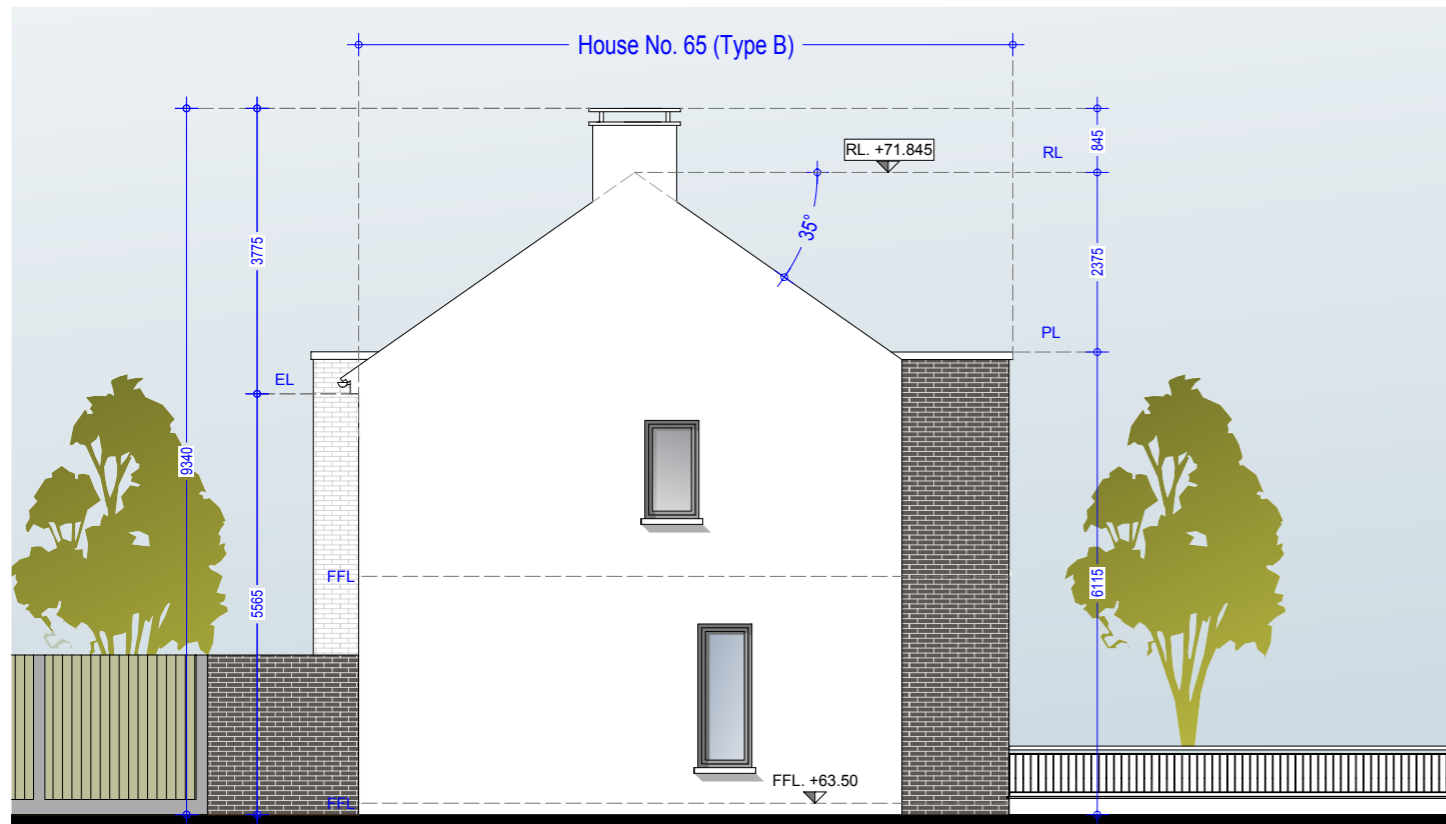 House No. 65 (Type B)
845
RL. +71.845
RL
35°
3775
2375
PL
EL
9340
FFL
5565
6115
FFL. +63.50
FFL